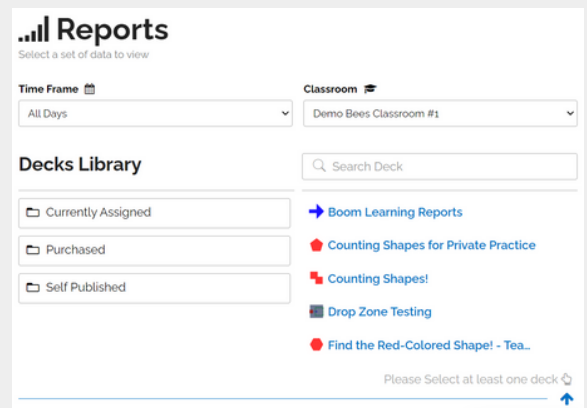 Reports
Select a set of data to view
Time Frame
Classroom
All Days
Demo Bees Classroom #1
Decks Library
Search Deck
Currently Assigned
Purchased
Self Published
Boom Learning Reports
Counting Shapes for Private Practice
Counting Shapes!
Drop Zone Testing
Find the Red-Colored Shape! - Tea...
Please Select at least one deck